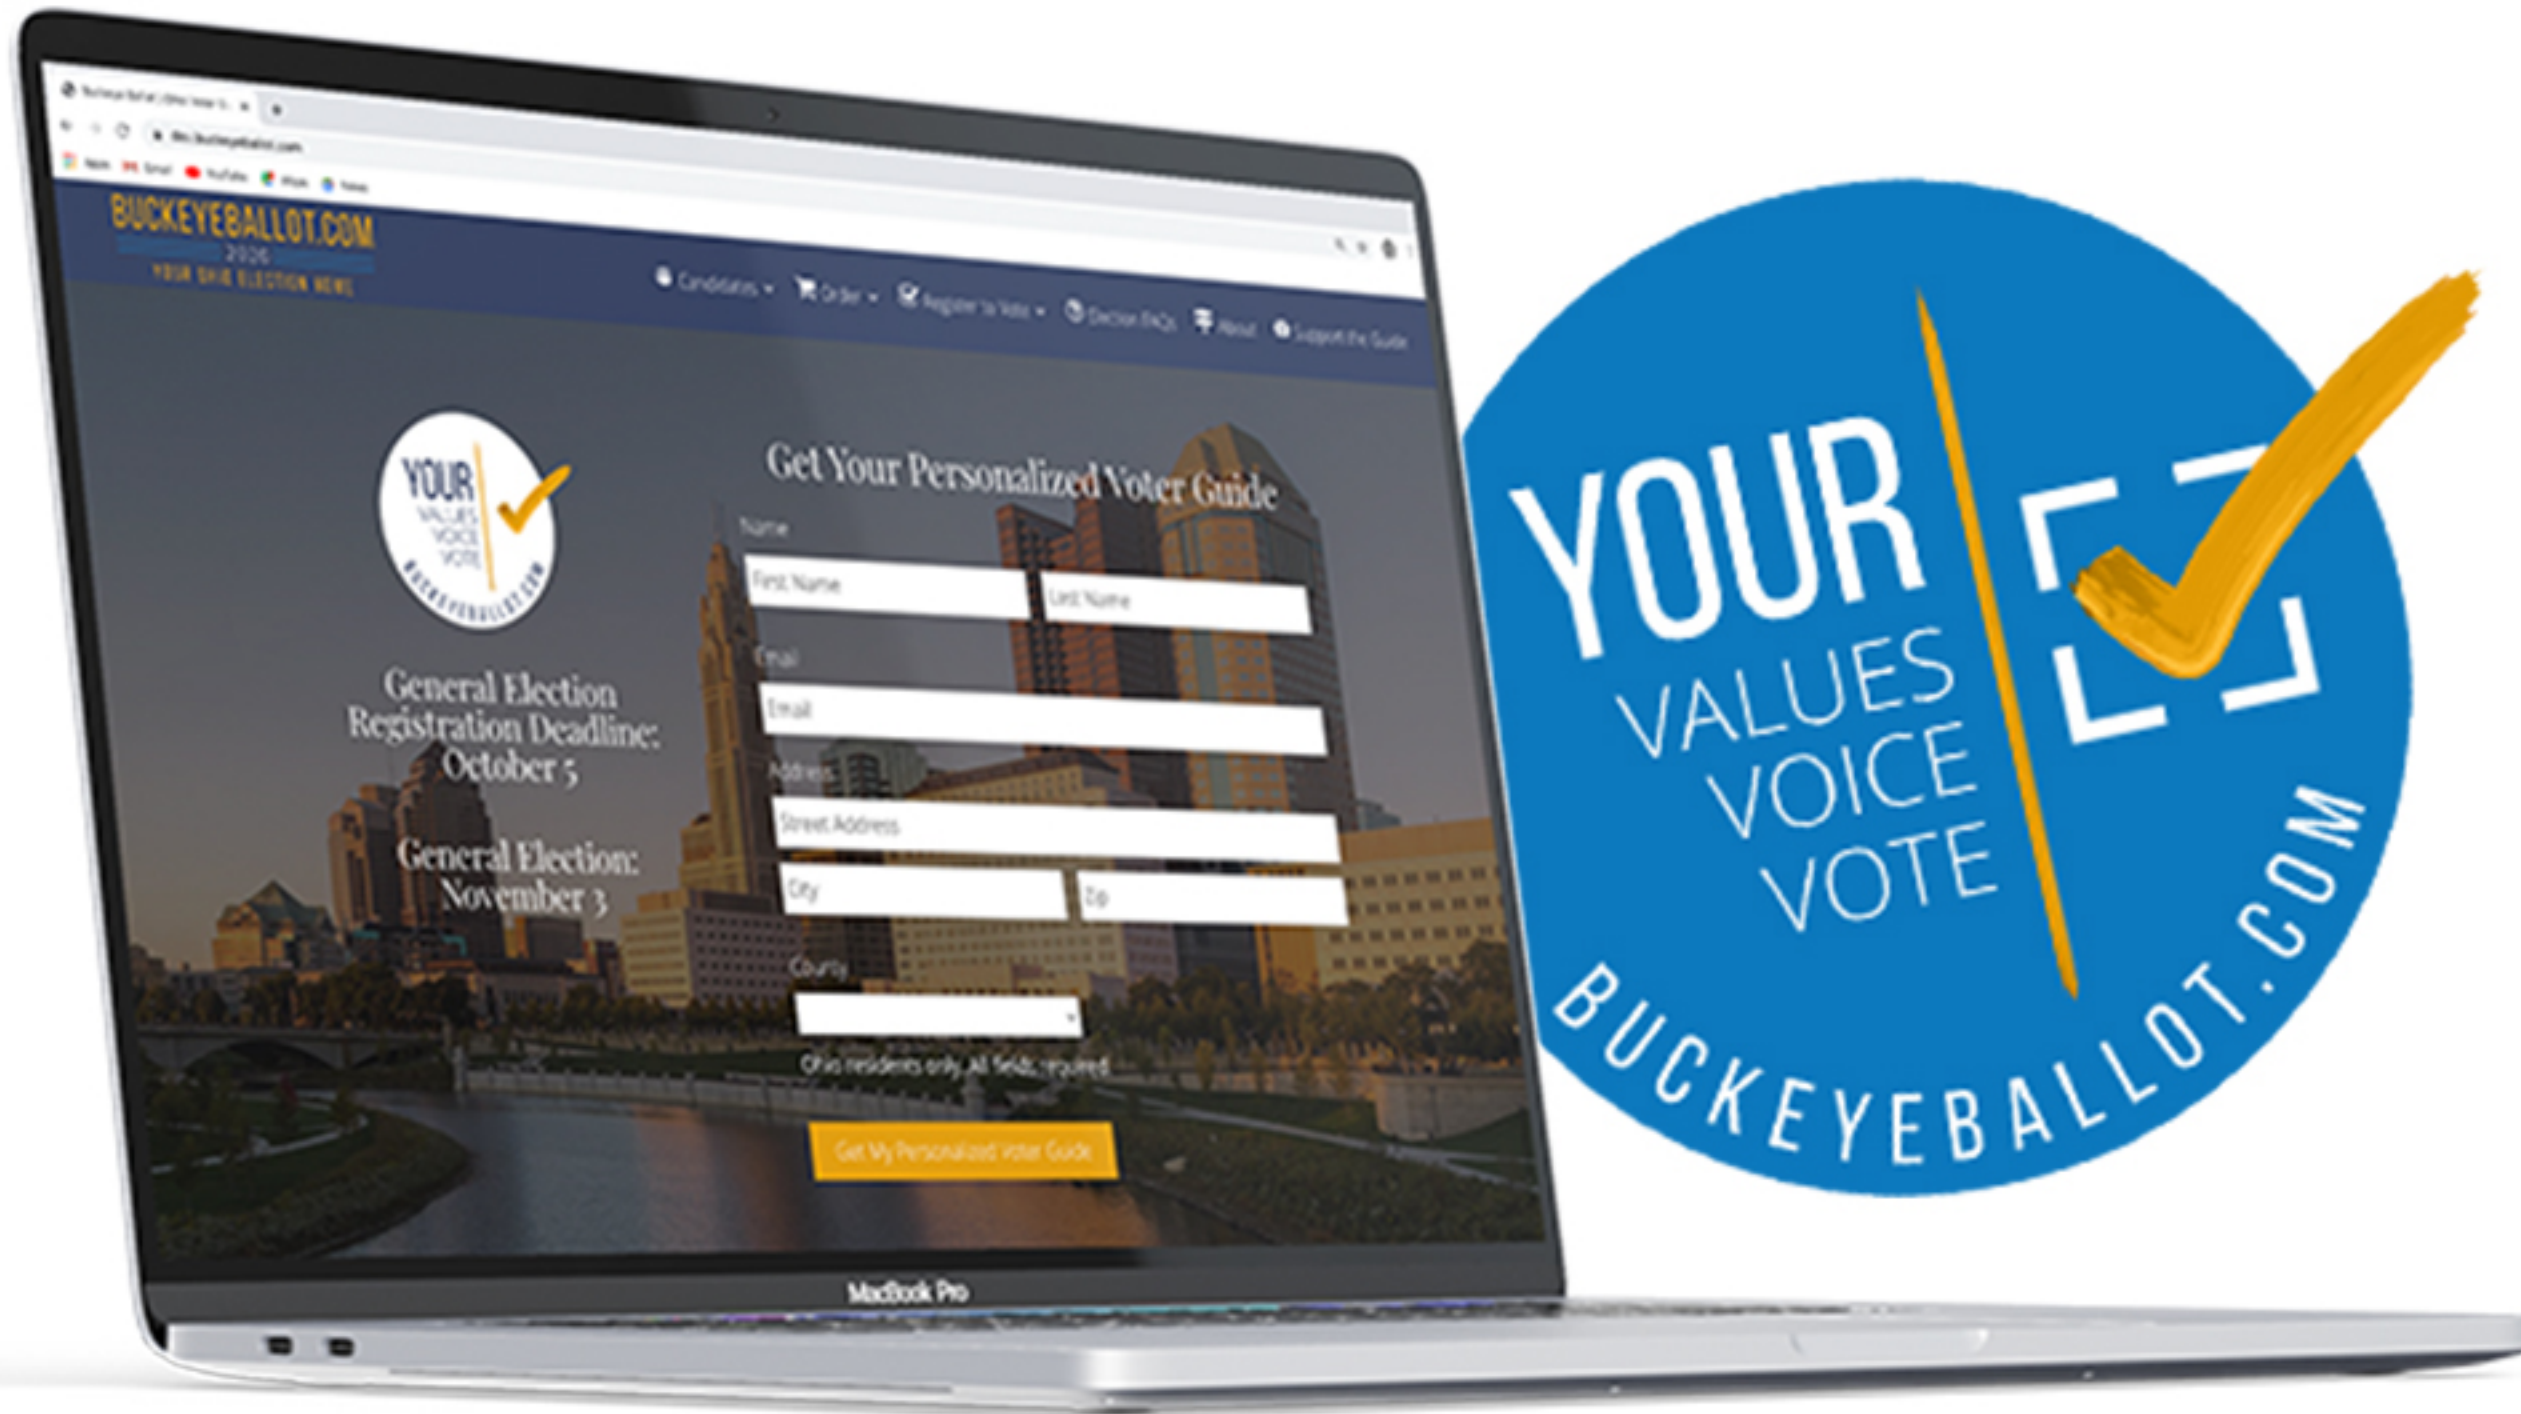 BUCKEYEBALLOT.COM
YOUR OHIO ELECTION HOME
Candidates
Order
Register to Vote
Election FAQs
About
Support the Guide
YOUR
VALUES
VOICE
VOTE
BUCKEYEBALLOT.COM
General Election
Registration Deadline:
October 5
General Election:
November 3
Get Your Personalized Voter Guide
Name
First Name
Last Name
Email
Email
Address
Street Address
City
Zip
County
Ohio residents only. All fields required.
Get My Personalized Voter Guide
MacBook Pro
YOUR
VALUES
VOICE
VOTE
BUCKEYEBALLOT.COM